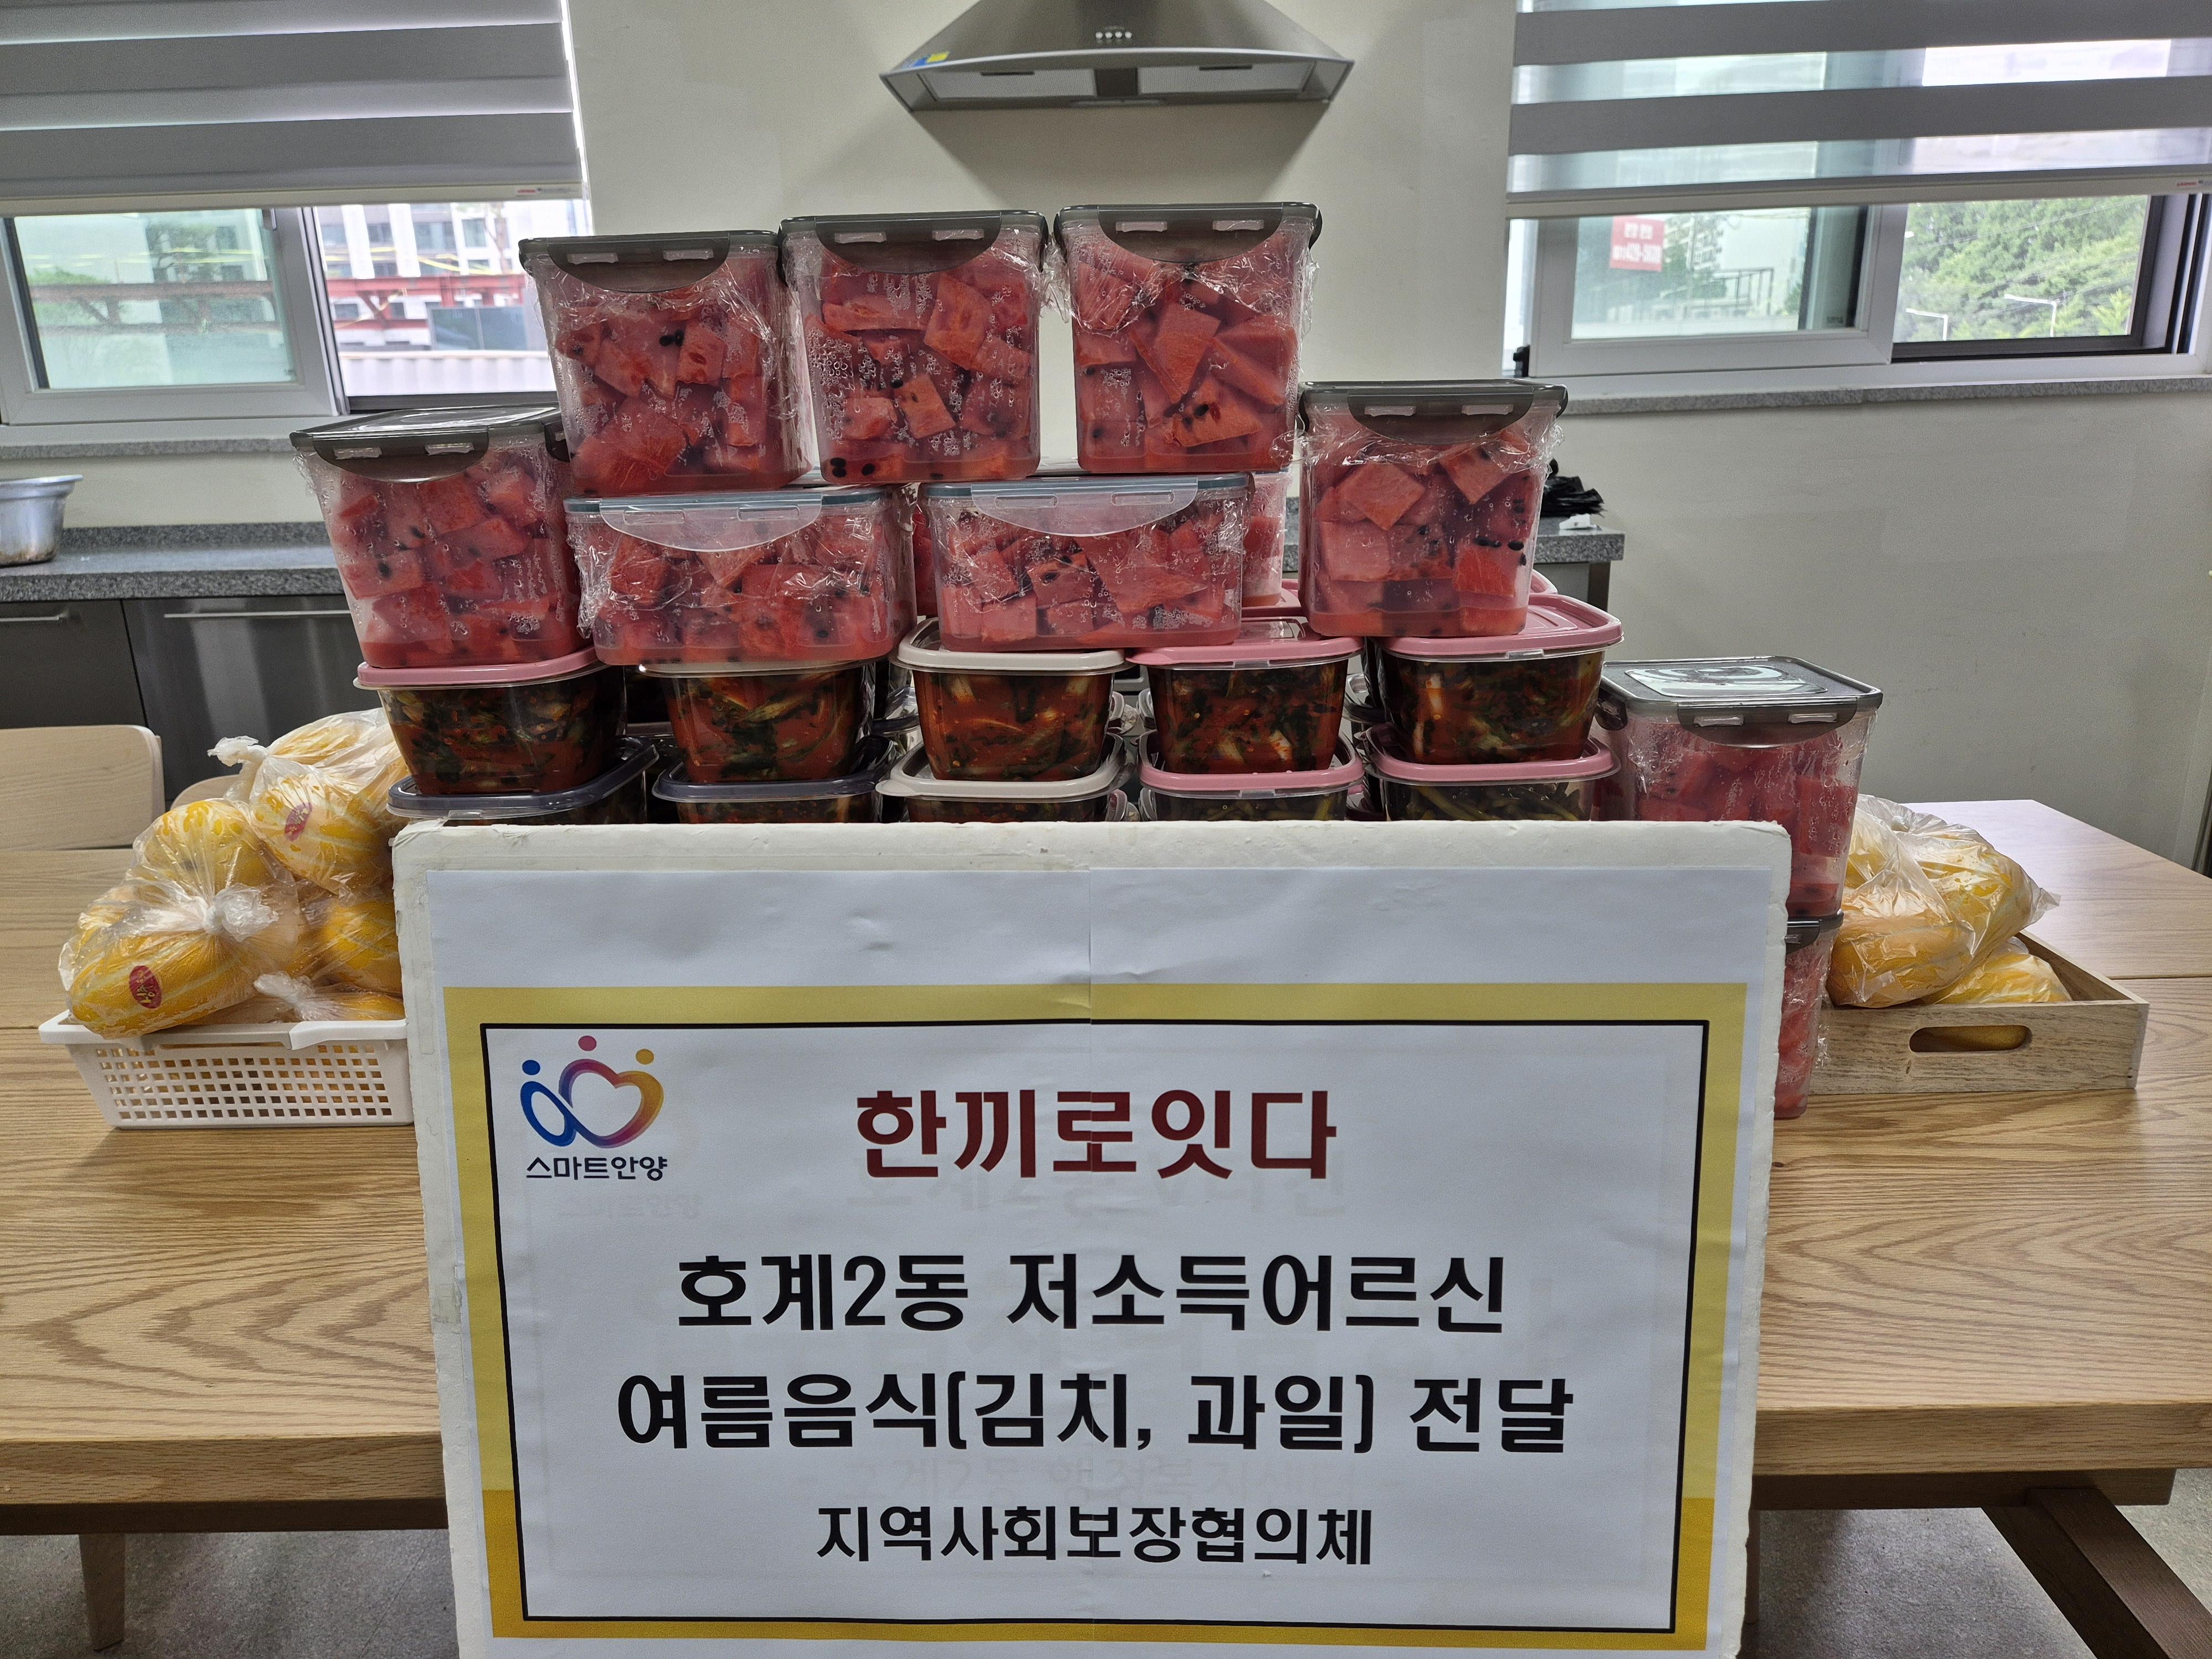 스마트안양
한끼로잇다
호계2동 저소득어르신
여름음식(김치, 과일) 전달
지역사회보장협의체